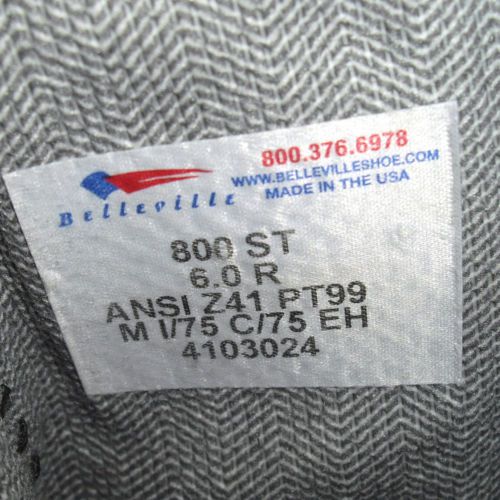 800.376.6978
WWW.BELLEVILLESHOE.COM
MADE IN THE USA
Belleville
800 ST
6.0 R
ANSI Z41 PT99
M I/75 C/75 EH
4103024